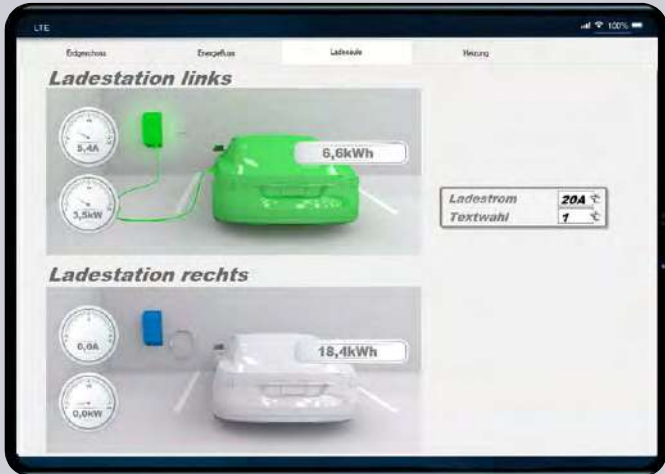 LTE 100%
Erdgeschoss Energiefluss Ladesäule Heizung
Ladestation links
5,4A
6,6kWh
3,5kW
Ladestrom 20A
Textwahl 1
Ladestation rechts
0,0A
18,4kWh
0,0kW